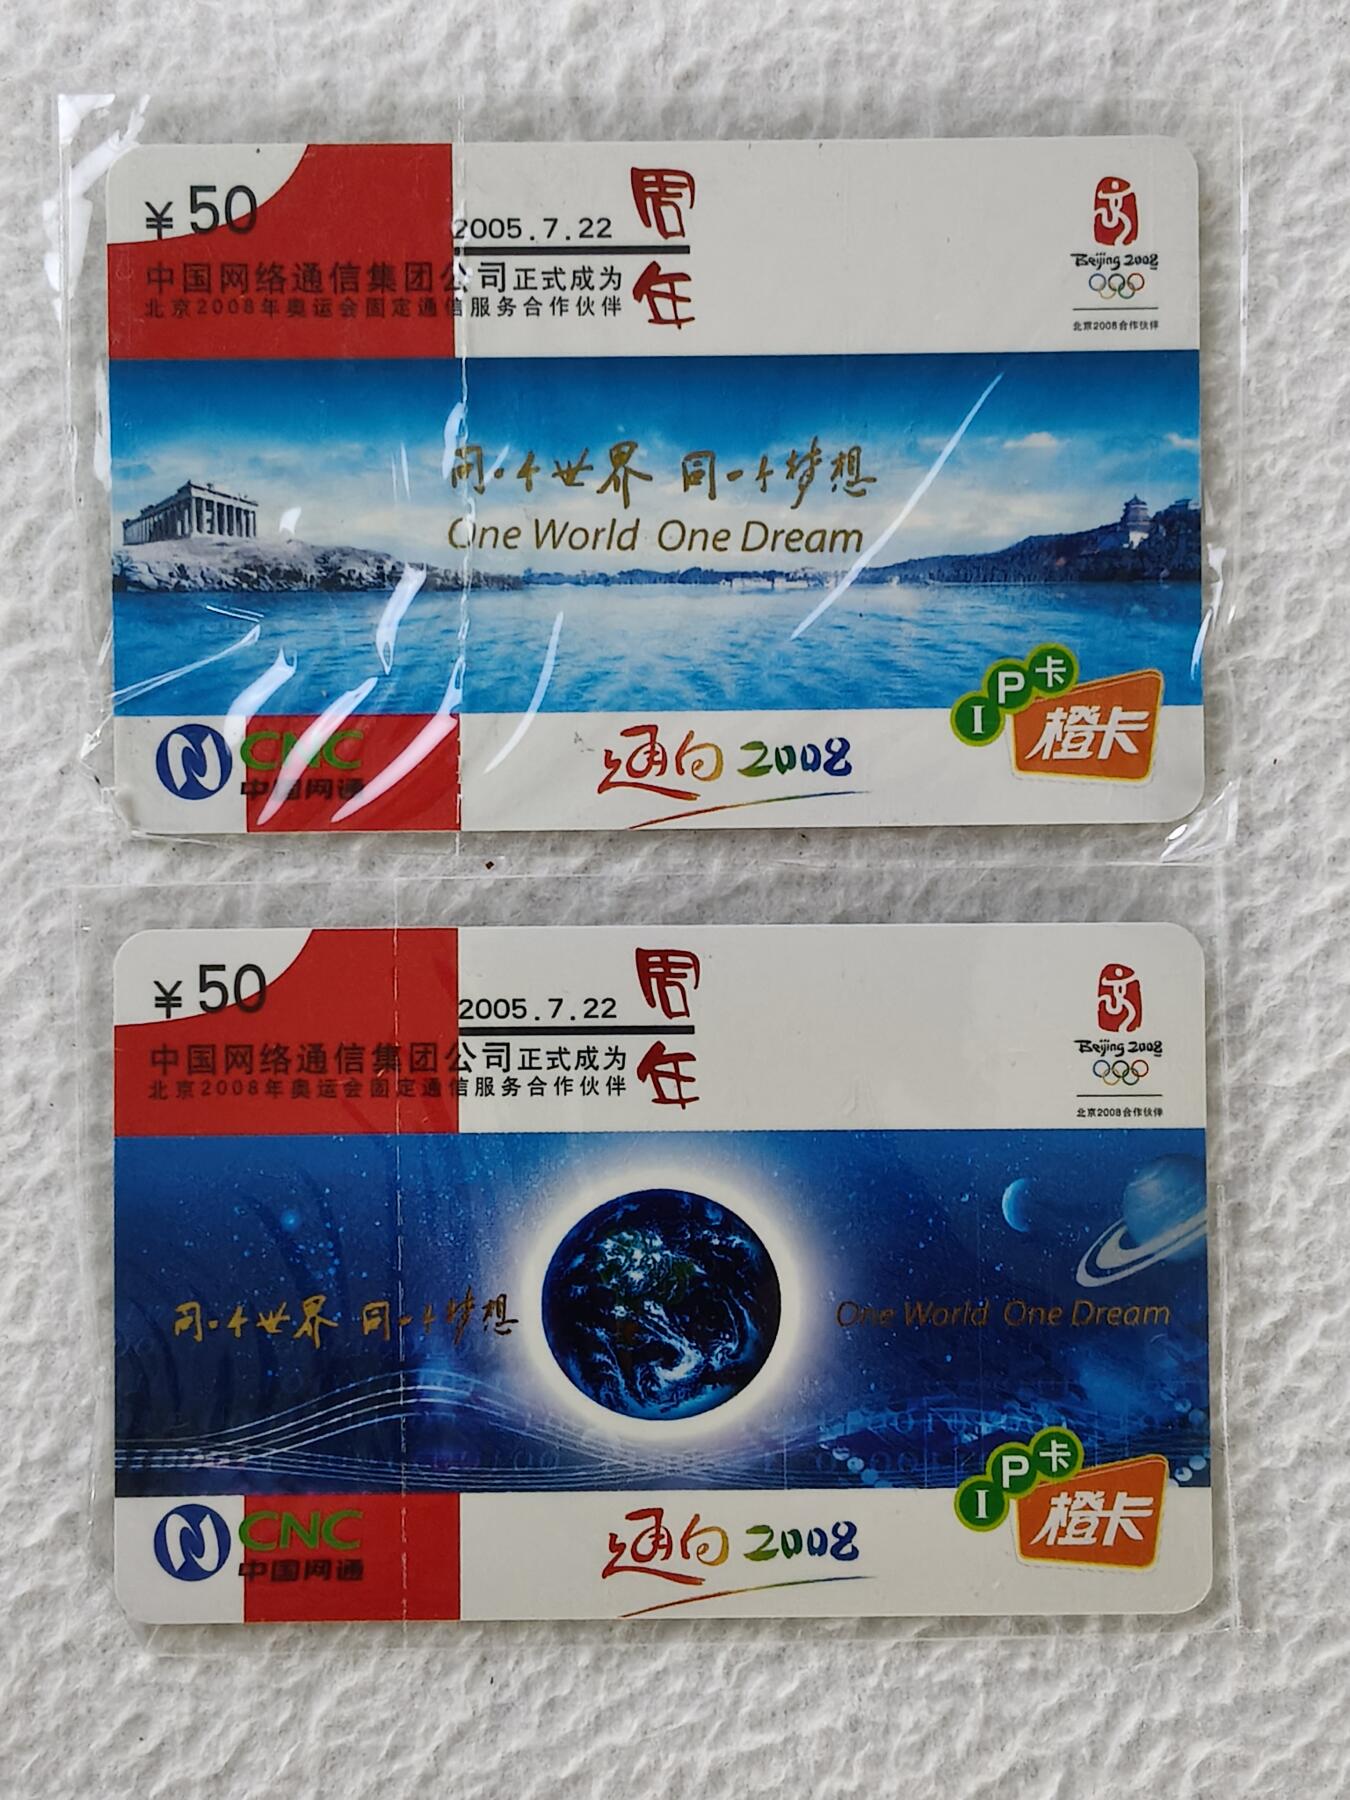 ¥50
2005.7.22
周年
中国网络通信集团公司正式成为
北京2008年奥运会固定通信服务合作伙伴
Beijing 2008
北京2008合作伙伴
同一个世界 同一个梦想
One World One Dream
IP卡
橙卡
CNC
中国网通
通向2008
¥50
2005.7.22
周年
中国网络通信集团公司正式成为
北京2008年奥运会固定通信服务合作伙伴
Beijing 2008
北京2008合作伙伴
同一个世界 同一个梦想
One World One Dream
IP卡
橙卡
CNC
中国网通
通向2008